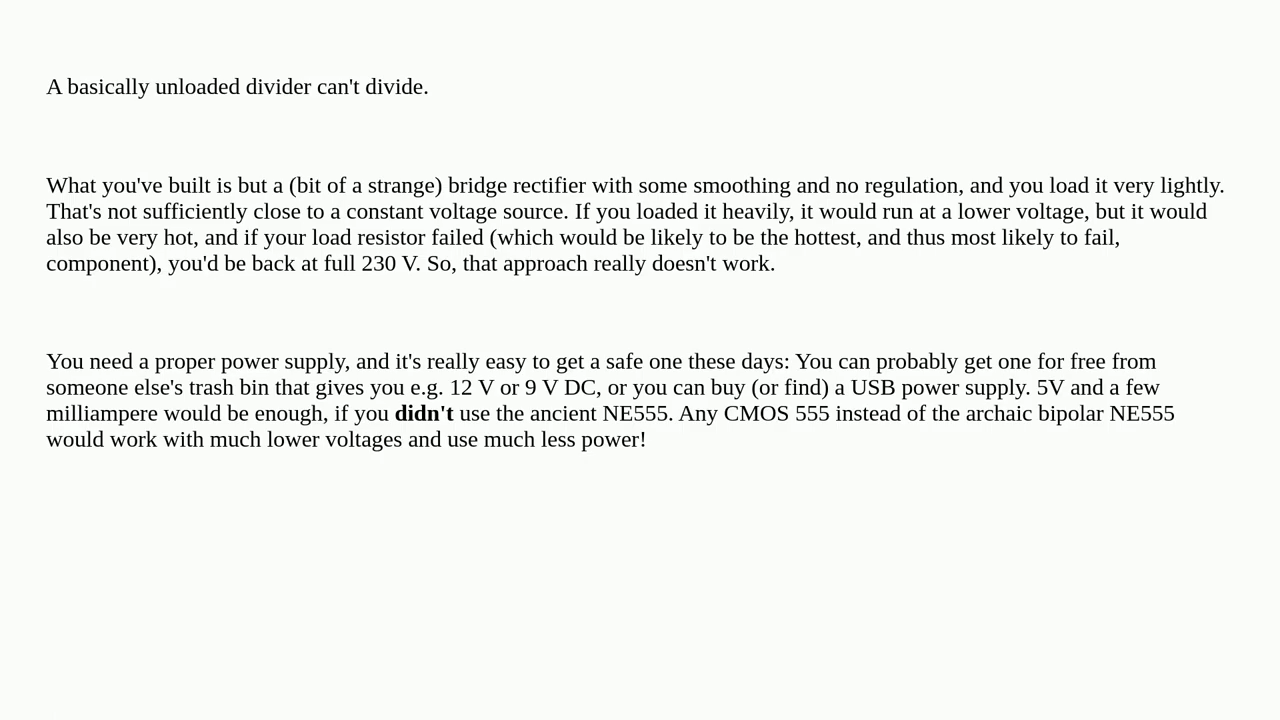 A basically unloaded divider can't divide.
What you've built is but a (bit of a strange) bridge rectifier with some smoothing and no regulation, and you load it very lightly.
That's not sufficiently close to a constant voltage source. If you loaded it heavily, it would run at a lower voltage, but it would
also be very hot, and if your load resistor failed (which would be likely to be the hottest, and thus most likely to fail,
component), you'd be back at full 230 V. So, that approach really doesn't work.
You need a proper power supply, and it's really easy to get a safe one these days: You can probably get one for free from
someone else's trash bin that gives you e.g. 12 V or 9 V DC, or you can buy (or find) a USB power supply. 5V and a few
milliampere would be enough, if you didn't use the ancient NE555. Any CMOS 555 instead of the archaic bipolar NE555
would work with much lower voltages and use much less power!